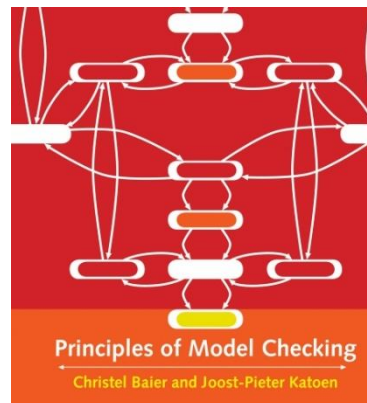 Principles of Model Checking
Christel Baier and Joost-Pieter Katoen